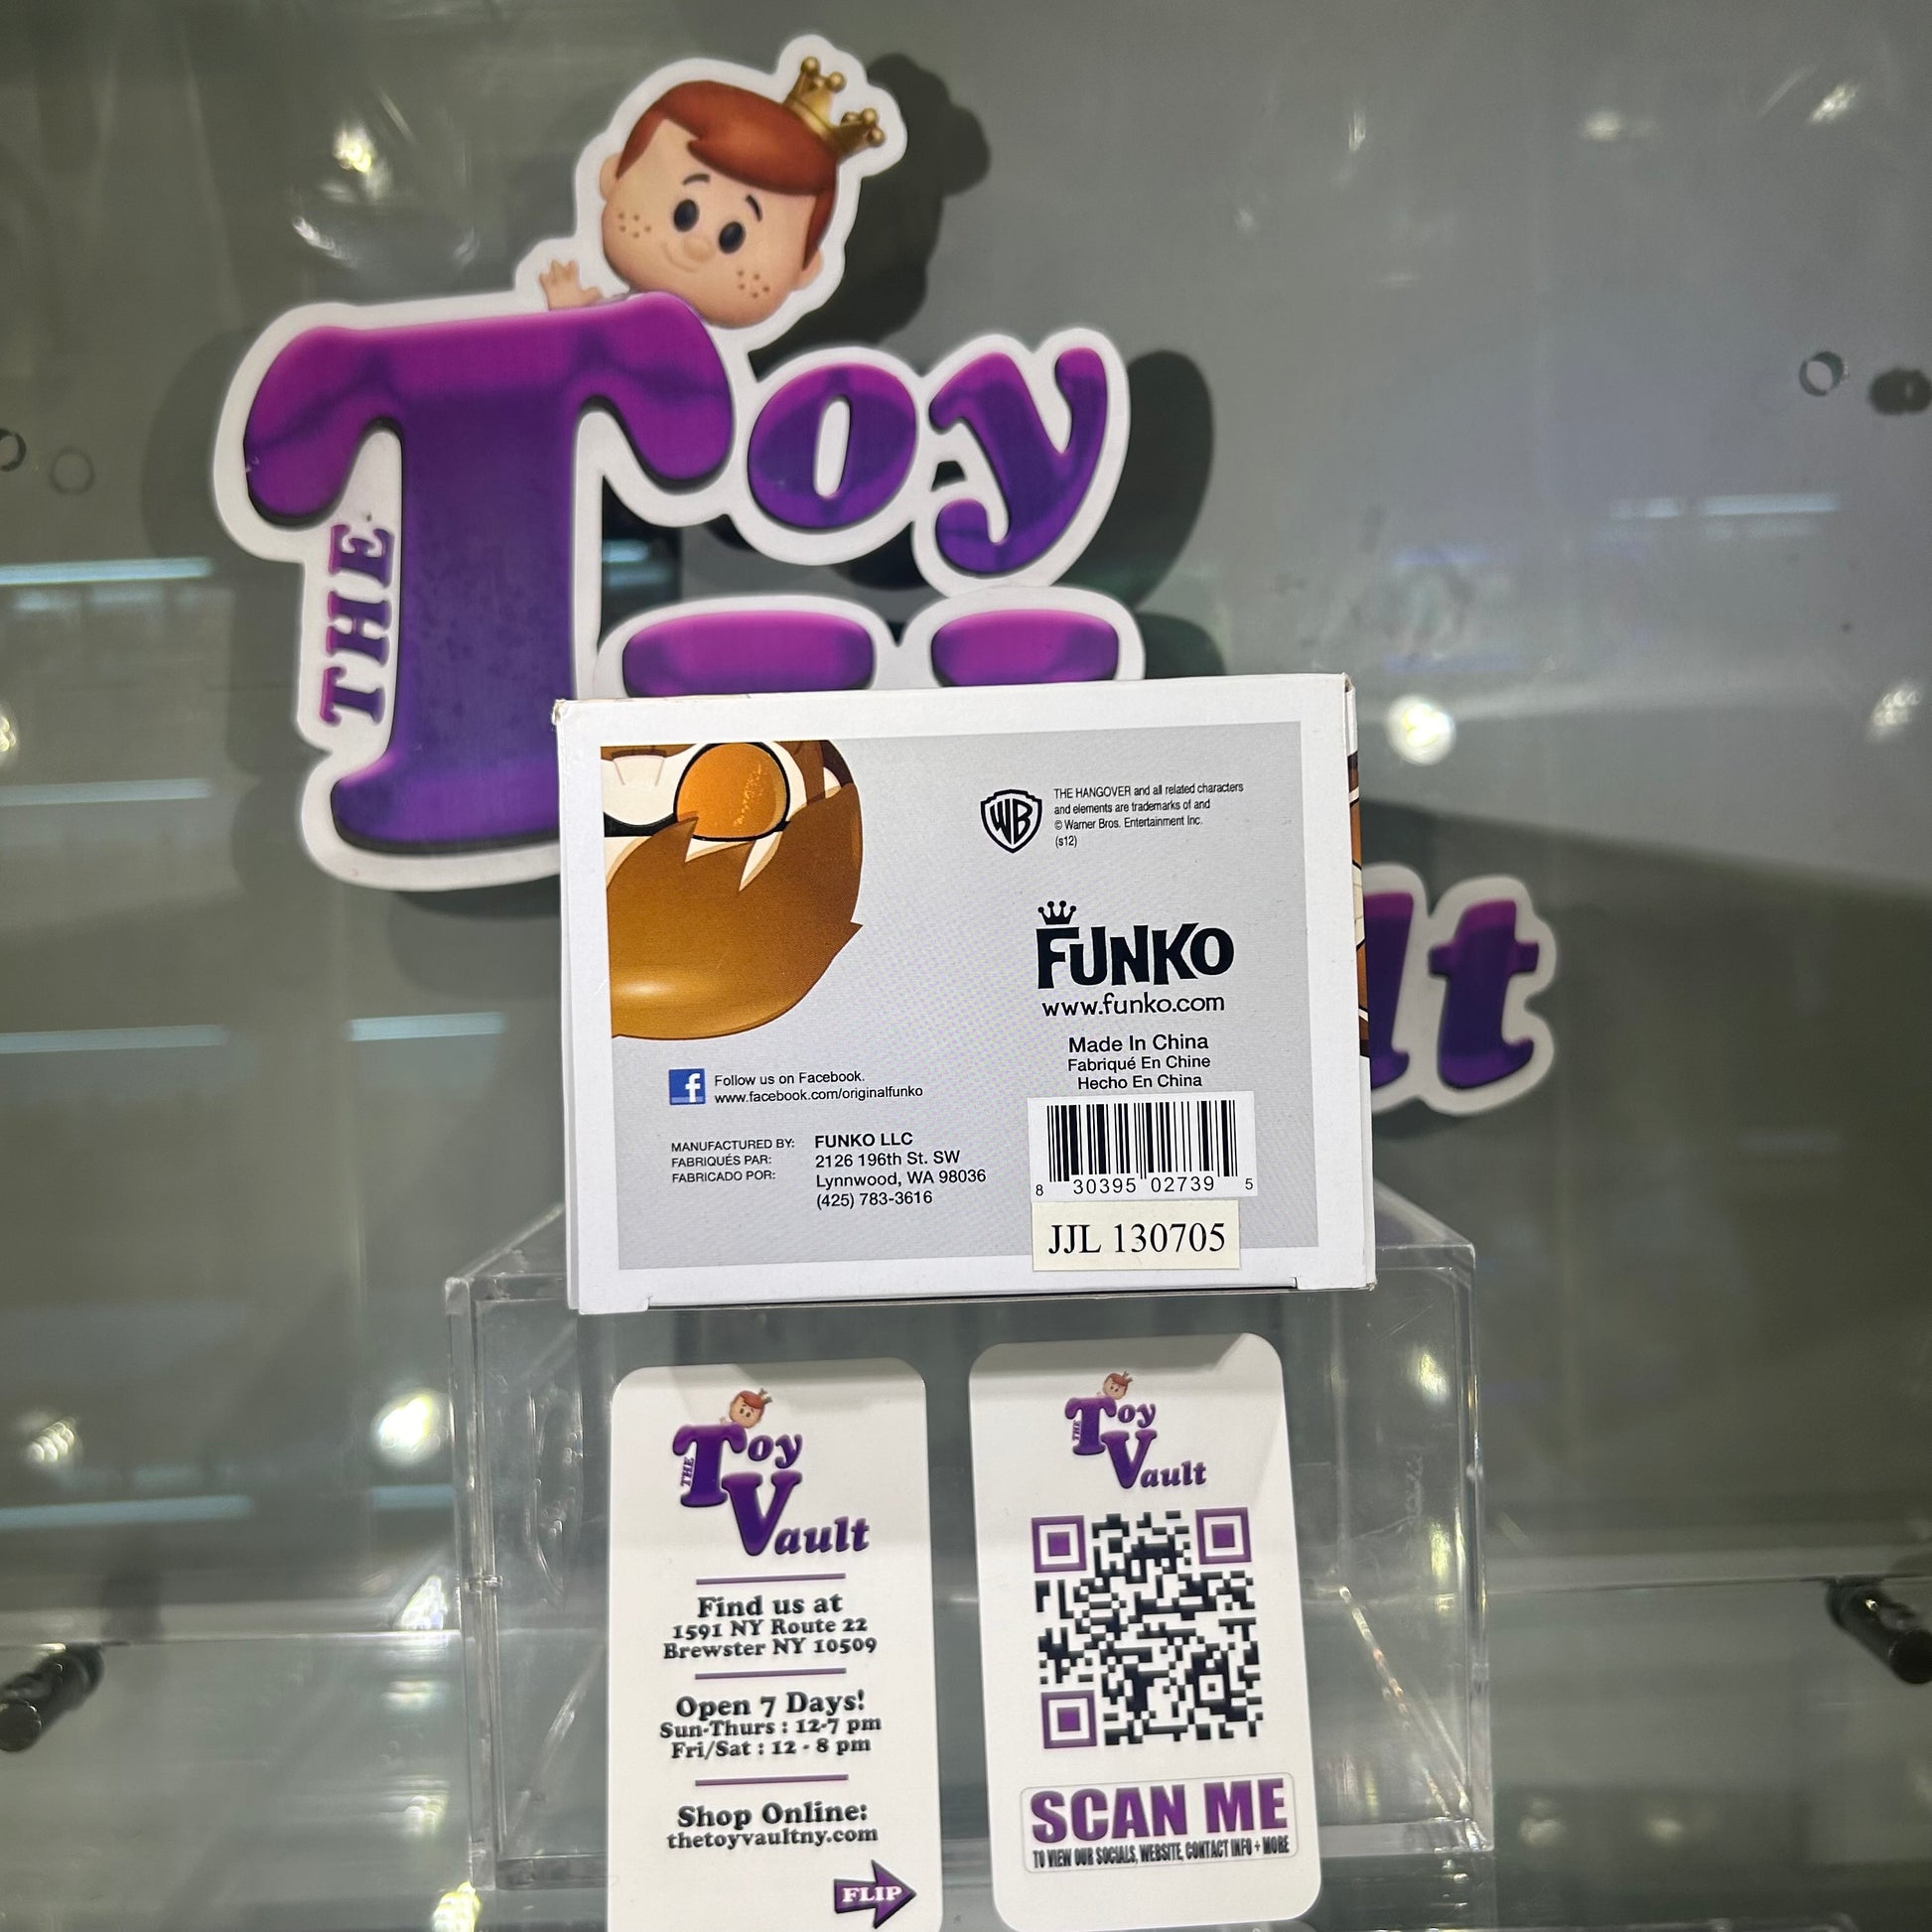 THE Toy
lt
WB
THE HANGOVER and all related characters
and elements are trademarks of and
© Warner Bros. Entertainment Inc.
(s12)
FUNKO
www.funko.com
Made In China
Fabriqué En Chine
Hecho En China
f
Follow us on Facebook.
www.facebook.com/originalfunko
MANUFACTURED BY:
FABRIQUÉS PAR:
FABRICADO POR:
FUNKO LLC
2126 196th St. SW
Lynnwood, WA 98036
(425) 783-3616
8 30395 02739 5
JJL 130705
THE Toy
Vault
Find us at
1591 NY Route 22
Brewster NY 10509
Open 7 Days!
Sun-Thurs : 12-7 pm
Fri/Sat : 12 - 8 pm
Shop Online:
thetoyvaultny.com
FLIP
THE Toy
Vault
SCAN ME
TO VIEW OUR SOCIALS, WEBSITE, CONTACT INFO + MORE